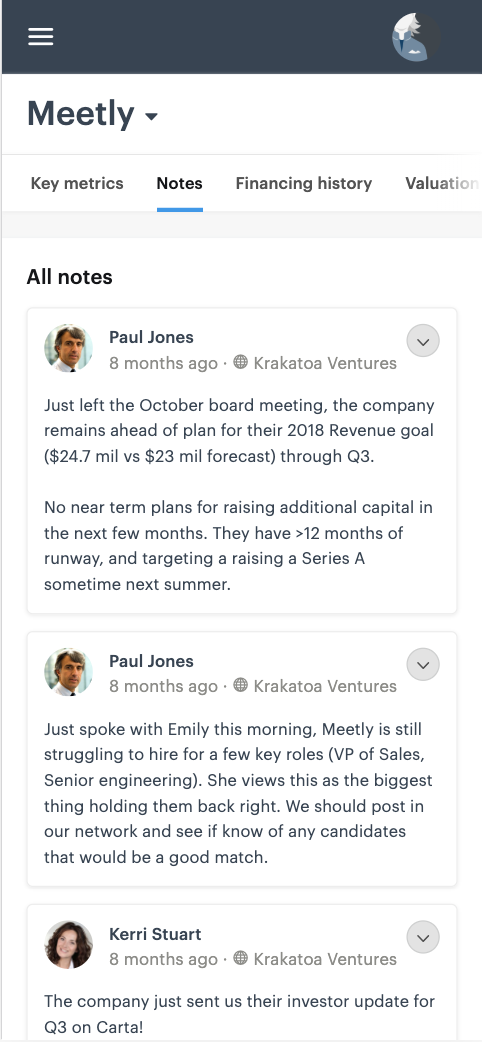 Meetly
Key metrics Notes Financing history Valuation
All notes
Paul Jones
8 months ago · Krakatoa Ventures
Just left the October board meeting, the company
remains ahead of plan for their 2018 Revenue goal
($24.7 mil vs $23 mil forecast) through Q3.
No near term plans for raising additional capital in
the next few months. They have >12 months of
runway, and targeting a raising a Series A
sometime next summer.
Paul Jones
8 months ago · Krakatoa Ventures
Just spoke with Emily this morning, Meetly is still
struggling to hire for a few key roles (VP of Sales,
Senior engineering). She views this as the biggest
thing holding them back right. We should post in
our network and see if know of any candidates
that would be a good match.
Kerri Stuart
8 months ago · Krakatoa Ventures
The company just sent us their investor update for
Q3 on Carta!